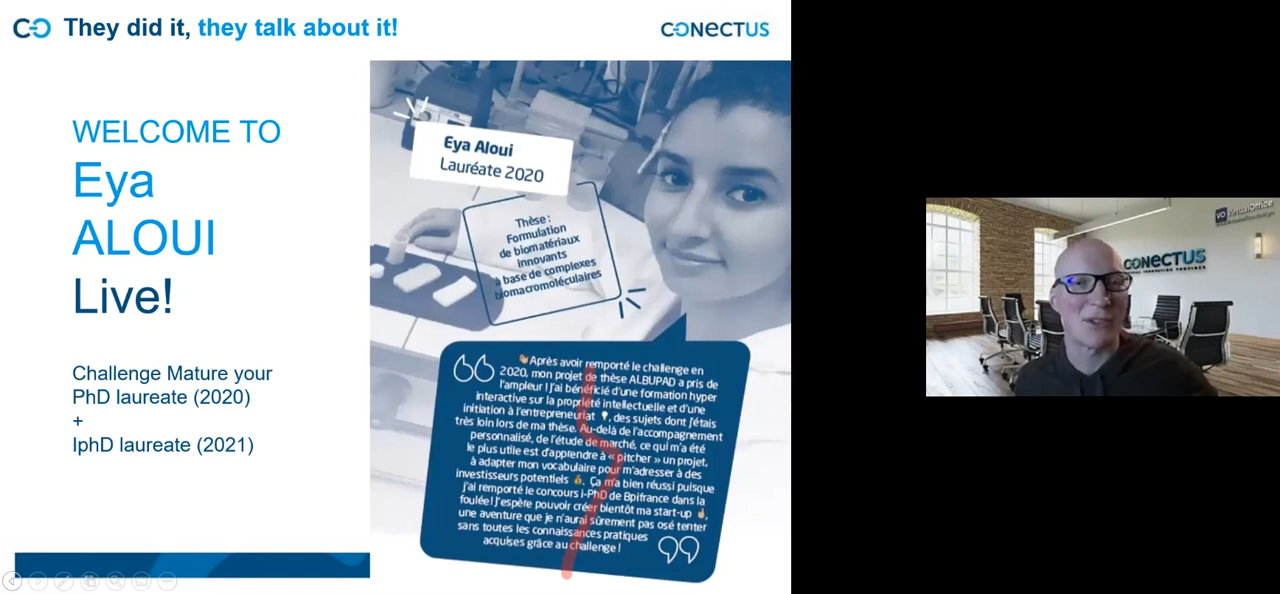 They did it, they talk about it!
CONECTUS
WELCOME TO
Eya
ALOUI
Live!
Challenge Mature your
PhD laureate (2020)
+
IphD laureate (2021)
Eya Aloui
Lauréate 2020
Thèse :
Formulation
de biomatériaux
innovants
à base de complexes
biomacromoléculaires
Après avoir remporté le challenge en
2020, mon projet de thèse ALBUPAD a pris de
l'ampleur ! J'ai bénéficié d'une formation hyper
interactive sur la propriété intellectuelle et d'une
initiation à l'entrepreneuriat 💡, des sujets dont j'étais
très loin lors de ma thèse. Au-delà de l'accompagnement
personnalisé, de l'étude de marché, ce qui m'a été
le plus utile est d'apprendre à « pitcher » un projet,
à adapter mon vocabulaire pour m'adresser à des
investisseurs potentiels 💰. Ça m'a bien réussi puisque
j'ai remporté le concours i-PhD de Bpifrance dans la
foulée ! J'espère pouvoir créer bientôt ma start-up ☝,
une aventure que je n'aurai sûrement pas osé tenter
sans toutes les connaissances pratiques
acquises grâce au challenge !
VO VirtualOffice
CONECTUS